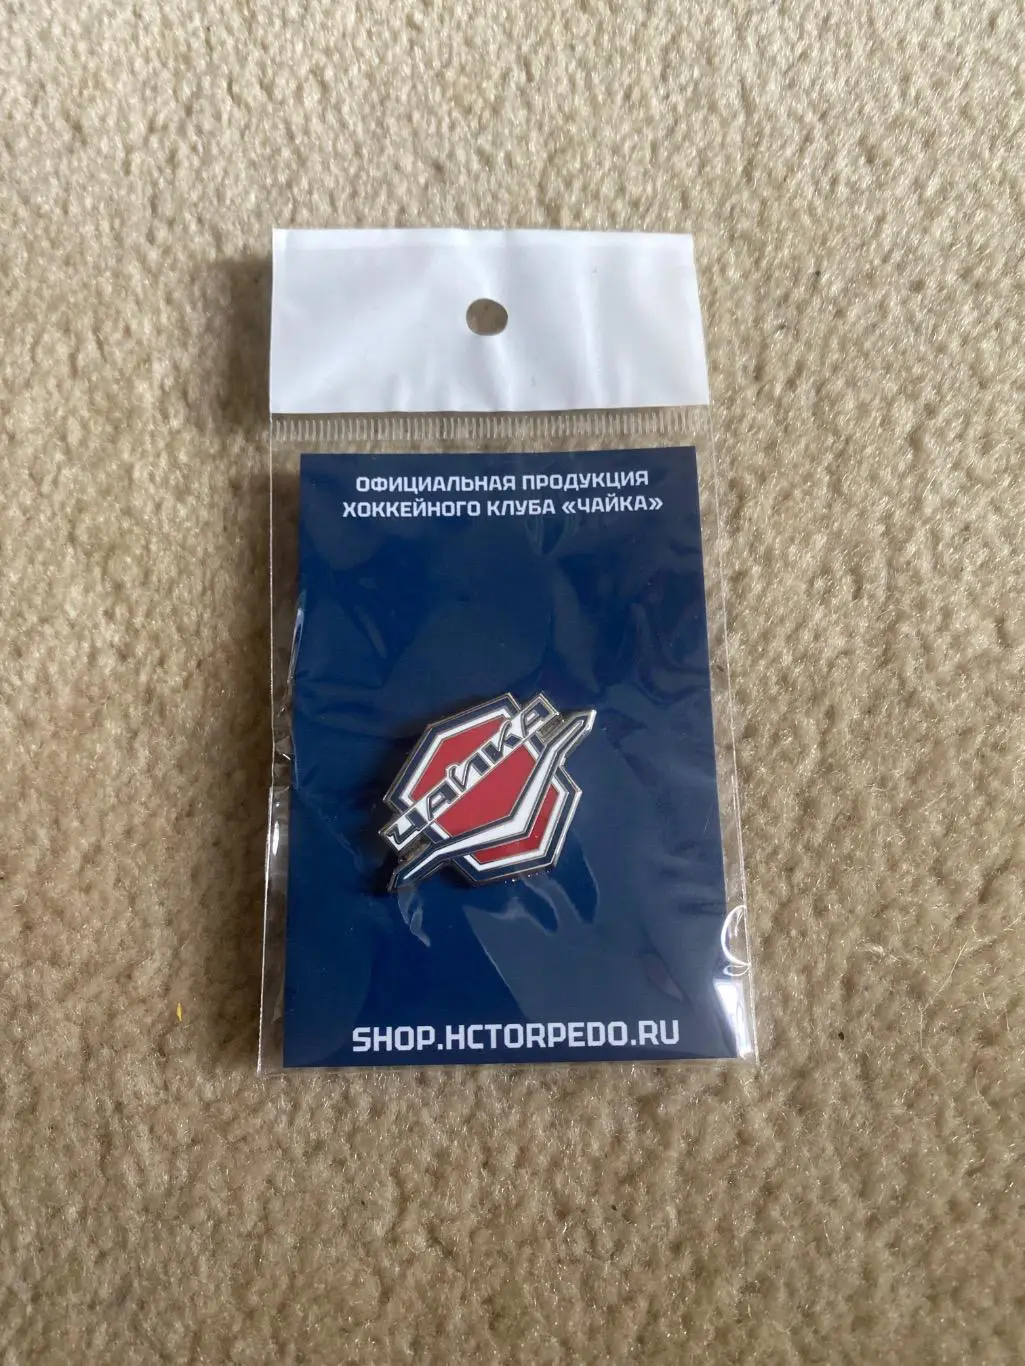 ОФИЦИАЛЬНАЯ ПРОДУКЦИЯ
ХОККЕЙНОГО КЛУБА «ЧАЙКА»
ЧАЙКА
SHOP.HCTORPEDO.RU